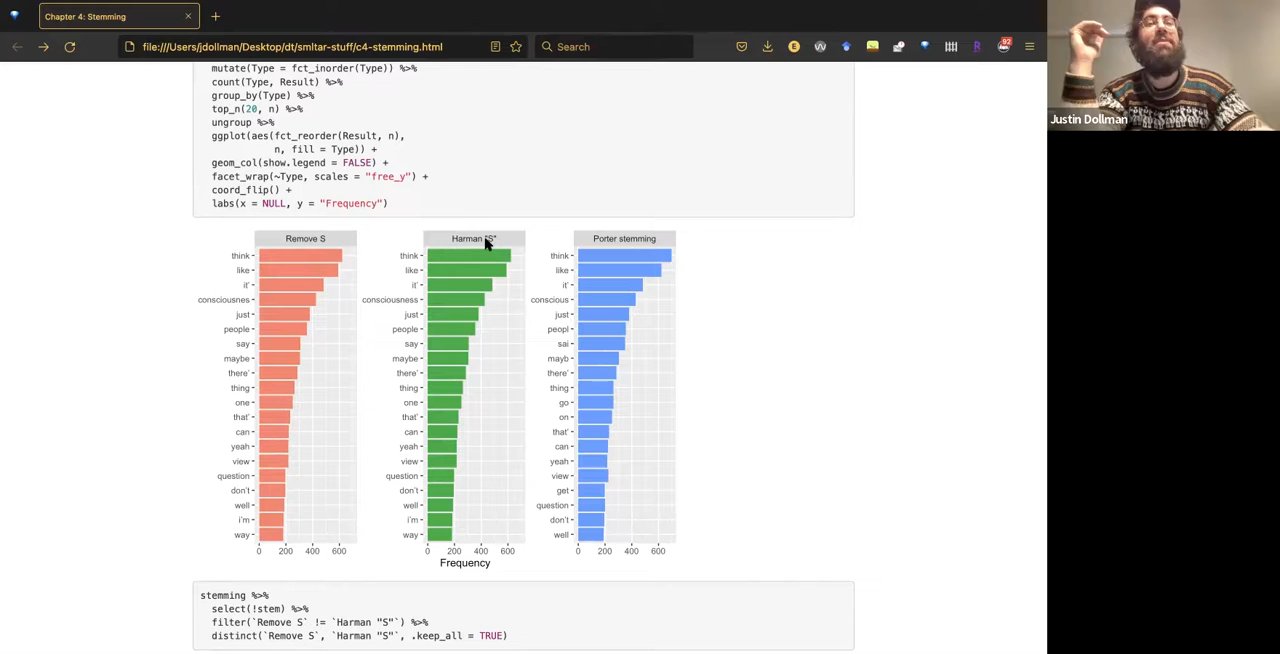 Chapter 4: Stemming
file:///Users/jdollman/Desktop/dt/smltar-stuff/c4-stemming.html
Search
92
Justin Dollman
mutate(Type = fct_inorder(Type)) %>%
count(Type, Result) %>%
group_by(Type) %>%
top_n(20, n) %>%
ungroup %>%
ggplot(aes(fct_reorder(Result, n),
n, fill = Type)) +
geom_col(show.legend = FALSE) +
facet_wrap(~Type, scales = "free_y") +
coord_flip() +
labs(x = NULL, y = "Frequency")
Remove S
think
like
it'
consciousnes
just
people
say
maybe
there'
thing
one
that'
can
yeah
view
question
don't
well
i'm
way
0 200 400 600
Harman "S"
think
like
it'
consciousness
just
people
say
maybe
there'
thing
one
that'
can
yeah
view
question
don't
well
i'm
way
0 200 400 600
Porter stemming
think
like
it'
conscious
just
peopl
sai
mayb
there'
thing
go
on
that'
can
yeah
view
get
question
don't
well
0 200 400 600
Frequency
stemming %>%
select(!stem) %>%
filter(`Remove S` != `Harman "S"`) %>%
distinct(`Remove S`, `Harman "S"`, .keep_all = TRUE)